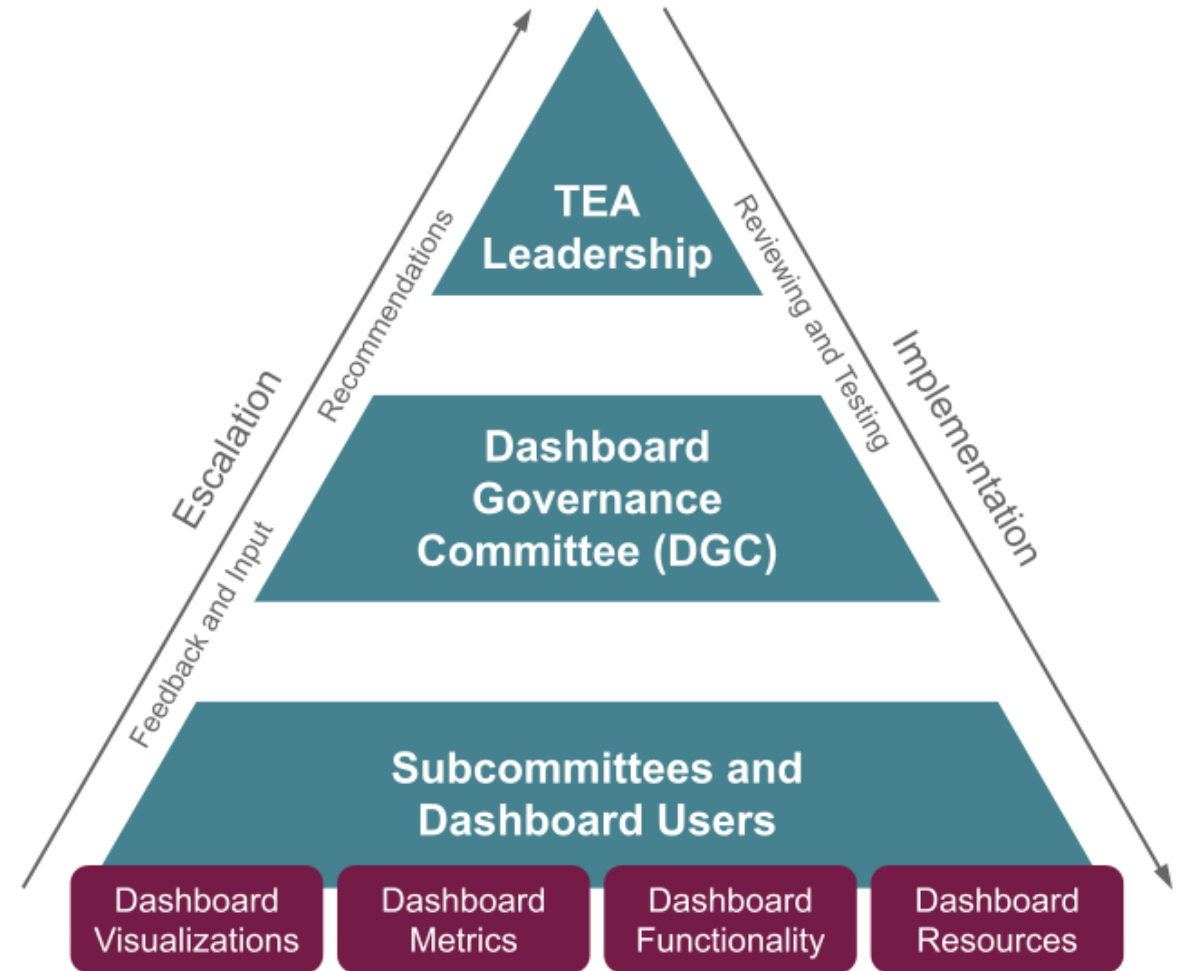 TEA
Leadership
Recommendations
Reviewing and Testing
Escalation
Implementation
Dashboard
Governance
Committee (DGC)
Feedback and Input
Subcommittees and
Dashboard Users
Dashboard
Visualizations
Dashboard
Metrics
Dashboard
Functionality
Dashboard
Resources